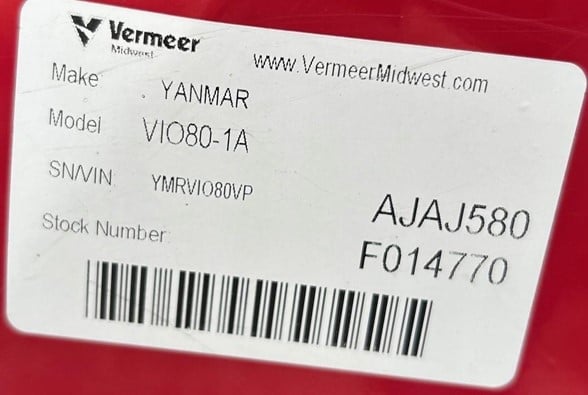 Vermeer
Midwest
www.VermeerMidwest.com
Make YANMAR
Model VIO80-1A
SN/VIN YMRVIO80VP AJAJ580
Stock Number: F014770